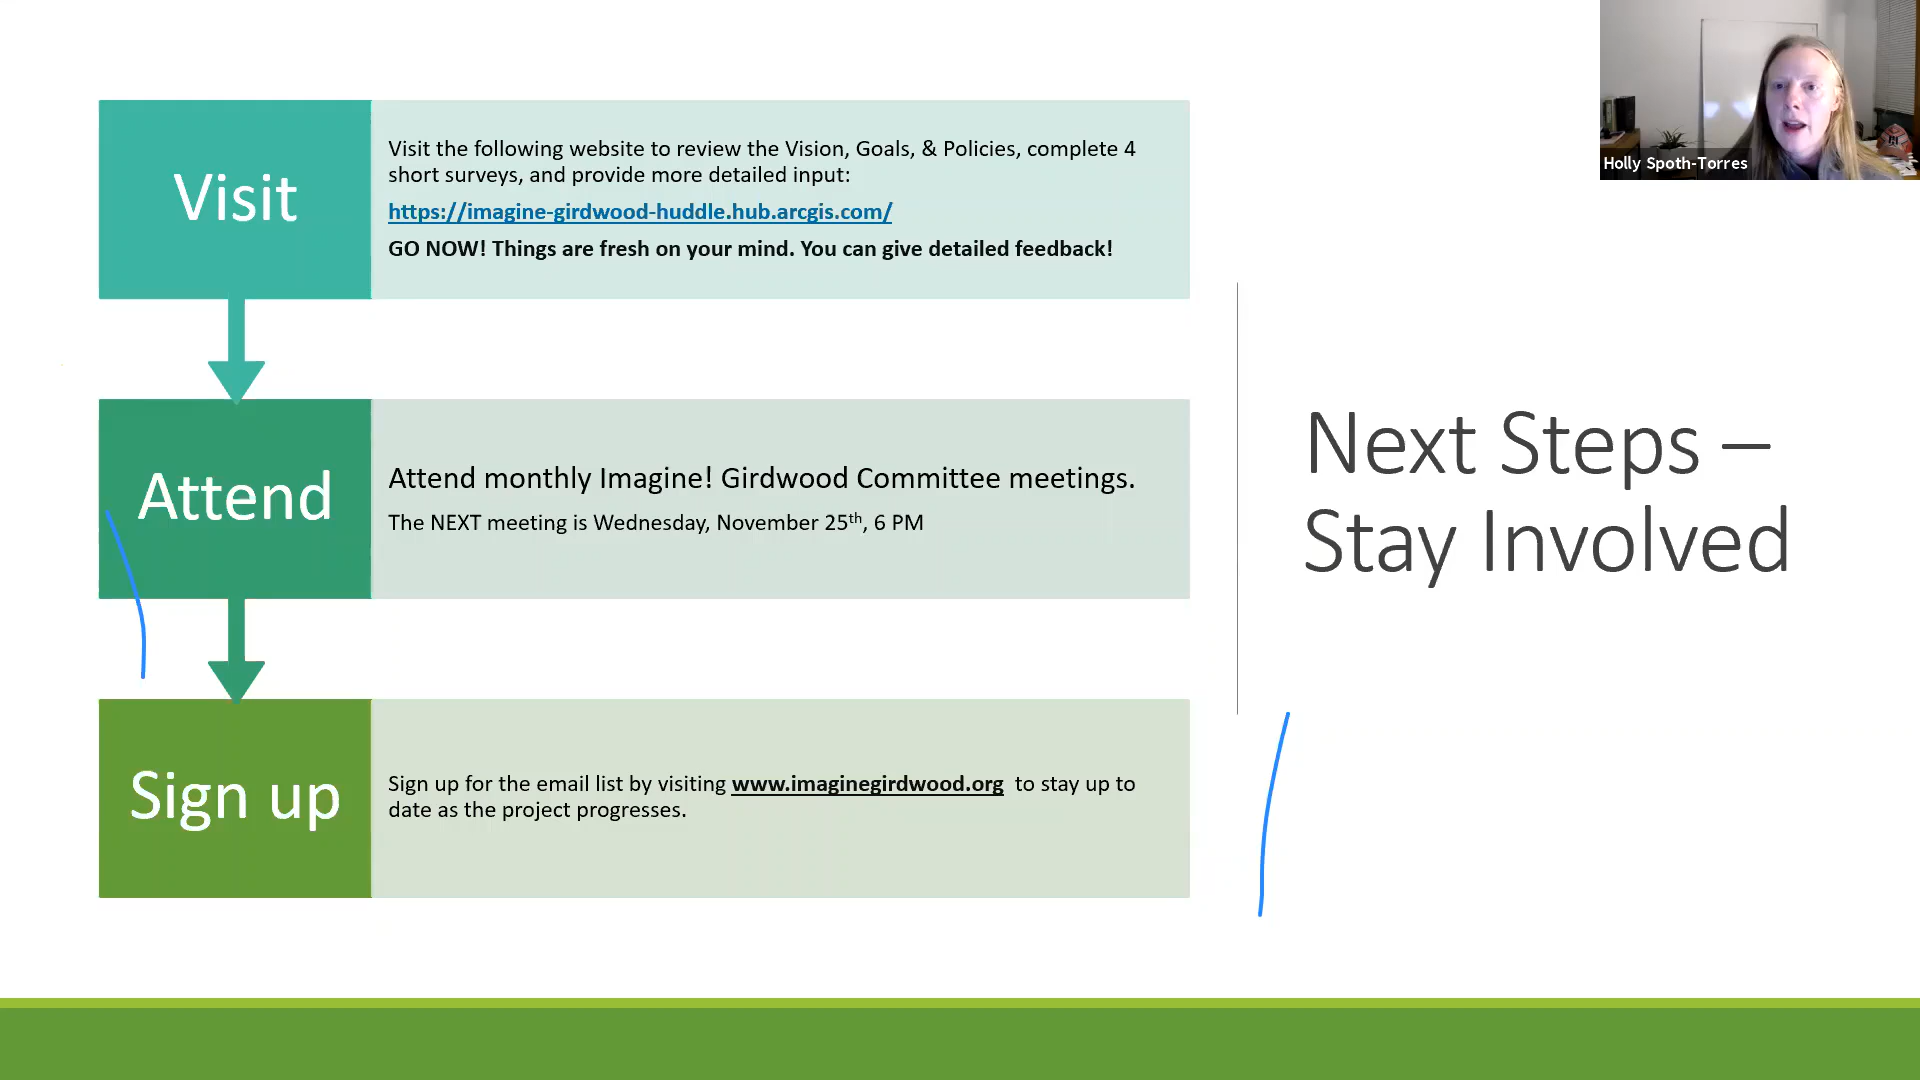 Visit
Visit the following website to review the Vision, Goals, & Policies, complete 4
short surveys, and provide more detailed input:
https://imagine-girdwood-huddle.hub.arcgis.com/
GO NOW! Things are fresh on your mind. You can give detailed feedback!
Attend
Attend monthly Imagine! Girdwood Committee meetings.
The NEXT meeting is Wednesday, November 25th, 6 PM
Sign up
Sign up for the email list by visiting www.imaginegirdwood.org to stay up to
date as the project progresses.
Next Steps –
Stay Involved
Holly Spoth-Torres